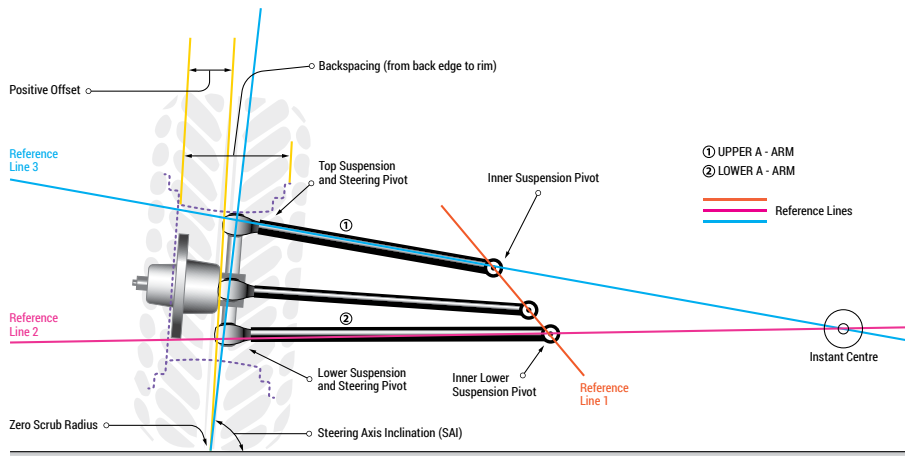 Backspacing (from back edge to rim)
Positive Offset
Reference
Line 3
Top Suspension
and Steering Pivot
Inner Suspension Pivot
① UPPER A - ARM
② LOWER A - ARM
Reference Lines
①
②
Reference
Line 2
Instant Centre
Lower Suspension
and Steering Pivot
Inner Lower
Suspension Pivot
Reference
Line 1
Zero Scrub Radius
Steering Axis Inclination (SAI)